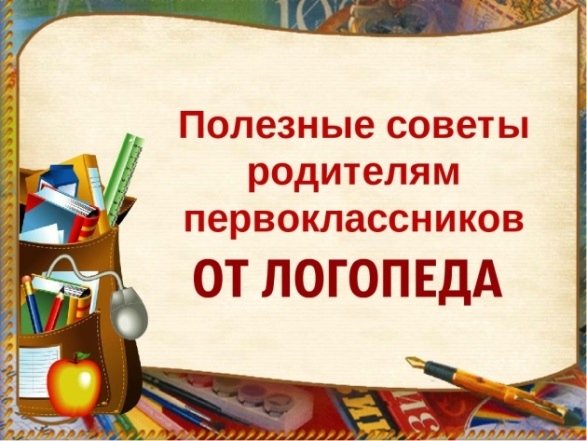 Полезные советы
родителям
первоклассников
ОТ ЛОГОПЕДА